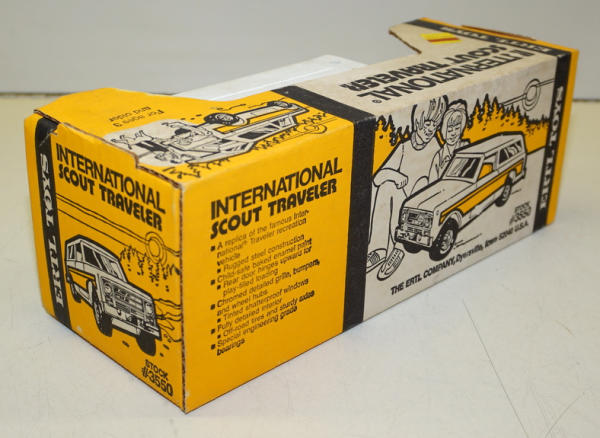 For ages 3
and older
ERTL TOYS
INTERNATIONAL
SCOUT TRAVELER
STOCK
#3550
INTERNATIONAL
SCOUT TRAVELER
A replica of the famous Inter-
national® Traveler recreation
vehicle
Rugged steel construction
Child-safe baked enamel paint
Rear door hinges upward for
play-filled loading
Chromed detailed grille, bumpers,
and wheel hubs
Tinted shatterproof windows
Fully detailed interior
Off-road tires and sturdy axles
Special engineering grade
bearings
INTERNATIONAL®
SCOUT TRAVELER
ERTL TOYS
ERTL TOYS
STOCK
#3550
THE ERTL COMPANY, Dyersville, Iowa 52040 U.S.A.